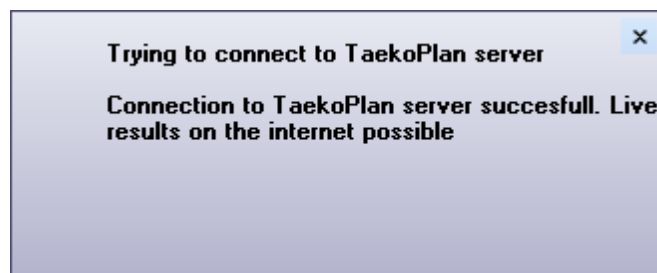 Trying to connect to TaekoPlan server
Connection to TaekoPlan server succesfull. Live
results on the internet possible